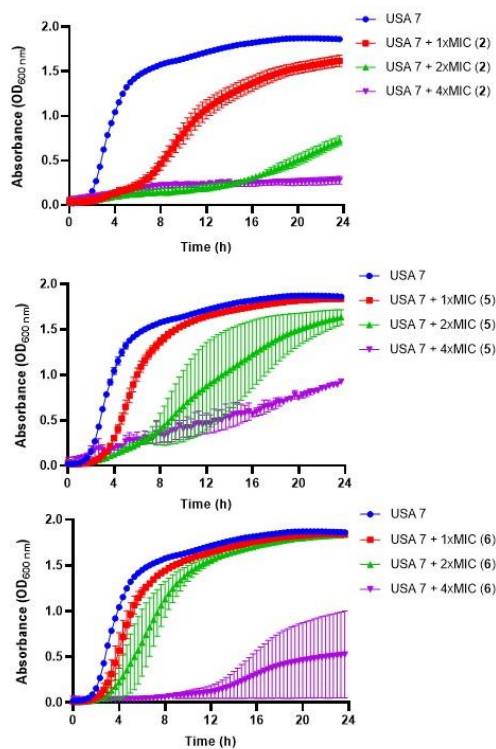 2.0
1.5
1.0
0.5
0.0
Absorbance (OD600 nm)
0 4 8 12 16 20 24
Time (h)
USA 7
USA 7 + 1xMIC (2)
USA 7 + 2xMIC (2)
USA 7 + 4xMIC (2)
2.0
1.5
1.0
0.5
0.0
Absorbance (OD600 nm)
0 4 8 12 16 20 24
Time (h)
USA 7
USA 7 + 1xMIC (5)
USA 7 + 2xMIC (5)
USA 7 + 4xMIC (5)
2.0
1.5
1.0
0.5
0.0
Absorbance (OD600 nm)
0 4 8 12 16 20 24
Time (h)
USA 7
USA 7 + 1xMIC (6)
USA 7 + 2xMIC (6)
USA 7 + 4xMIC (6)